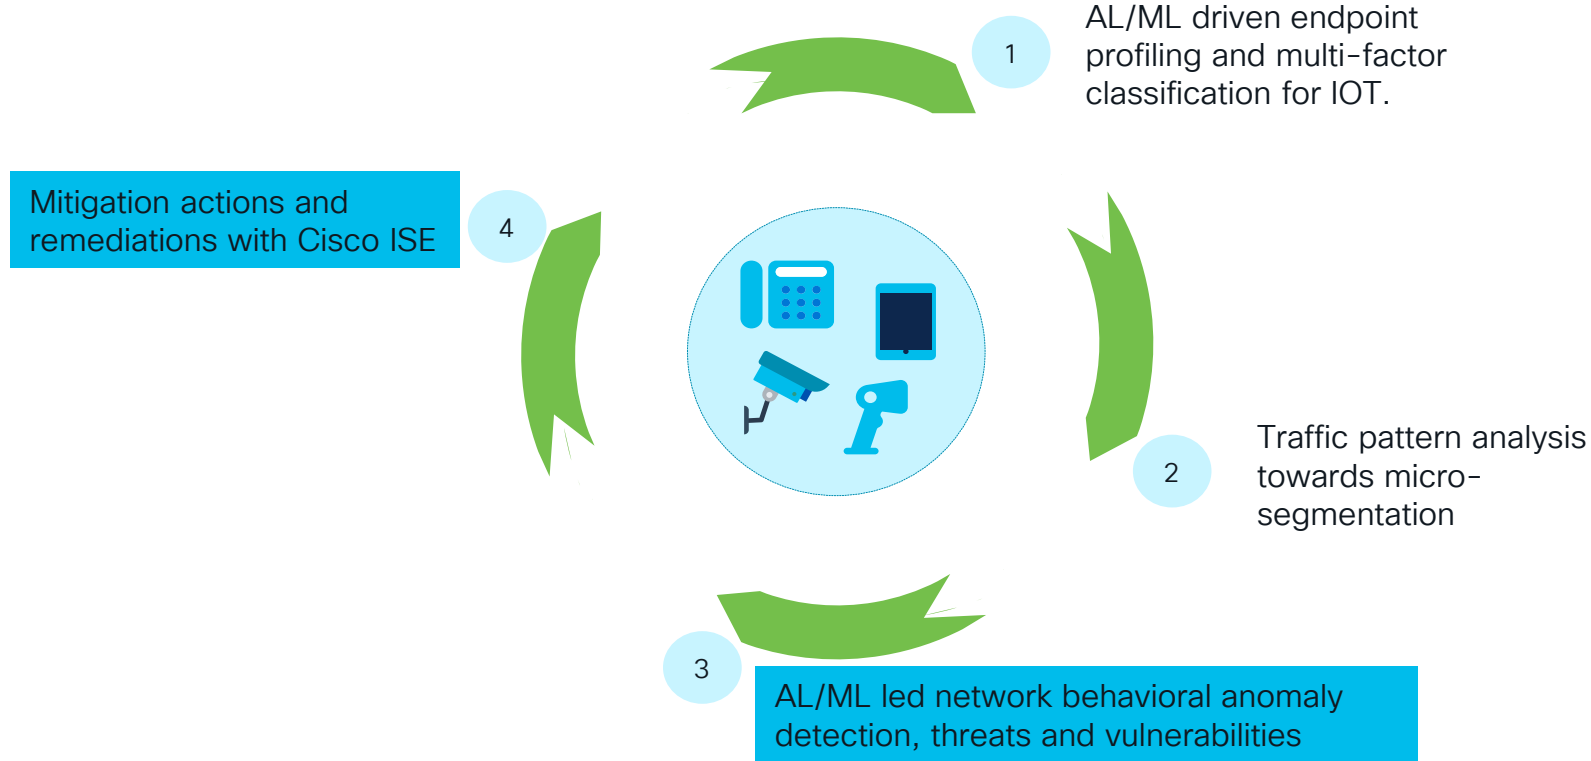 1
AL/ML driven endpoint
profiling and multi-factor
classification for IOT.
2
Traffic pattern analysis
towards micro-
segmentation
3
AL/ML led network behavioral anomaly
detection, threats and vulnerabilities
4
Mitigation actions and
remediations with Cisco ISE